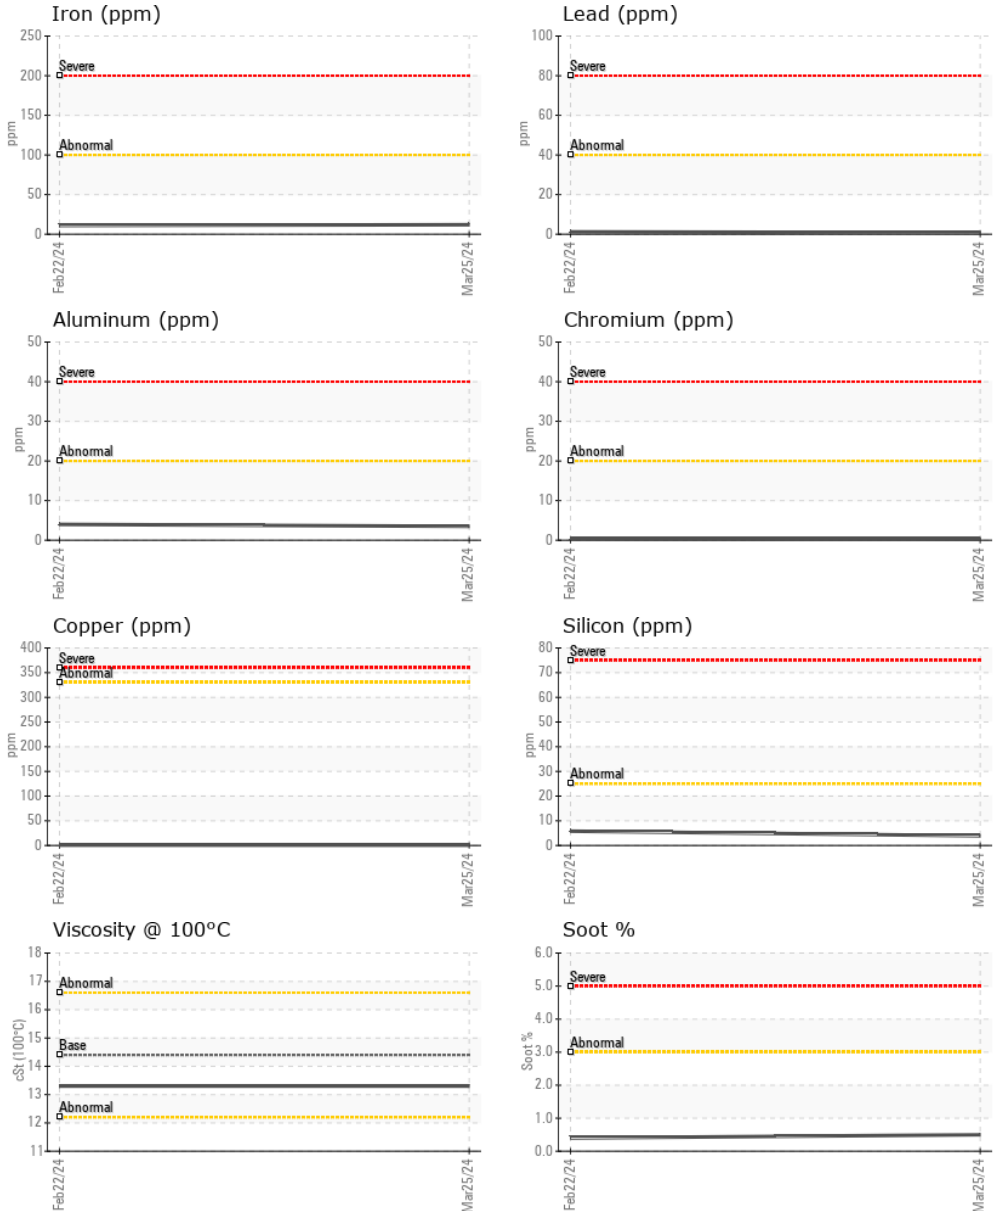 Iron (ppm)
250
200
150
100
50
0
ppm
Severe
Abnormal
Feb22/24
Mar25/24
Lead (ppm)
100
80
60
40
20
0
ppm
Severe
Abnormal
Feb22/24
Mar25/24
Aluminum (ppm)
50
40
30
20
10
0
ppm
Severe
Abnormal
Feb22/24
Mar25/24
Chromium (ppm)
50
40
30
20
10
0
ppm
Severe
Abnormal
Feb22/24
Mar25/24
Copper (ppm)
400
350
300
250
200
150
100
50
0
ppm
Severe
Abnormal
Feb22/24
Mar25/24
Silicon (ppm)
80
70
60
50
40
30
20
10
0
ppm
Severe
Abnormal
Feb22/24
Mar25/24
Viscosity @ 100°C
18
17
16
15
14
13
12
11
cSt (100°C)
Abnormal
Base
Abnormal
Feb22/24
Mar25/24
Soot %
6.0
5.0
4.0
3.0
2.0
1.0
0.0
Soot %
Severe
Abnormal
Feb22/24
Mar25/24